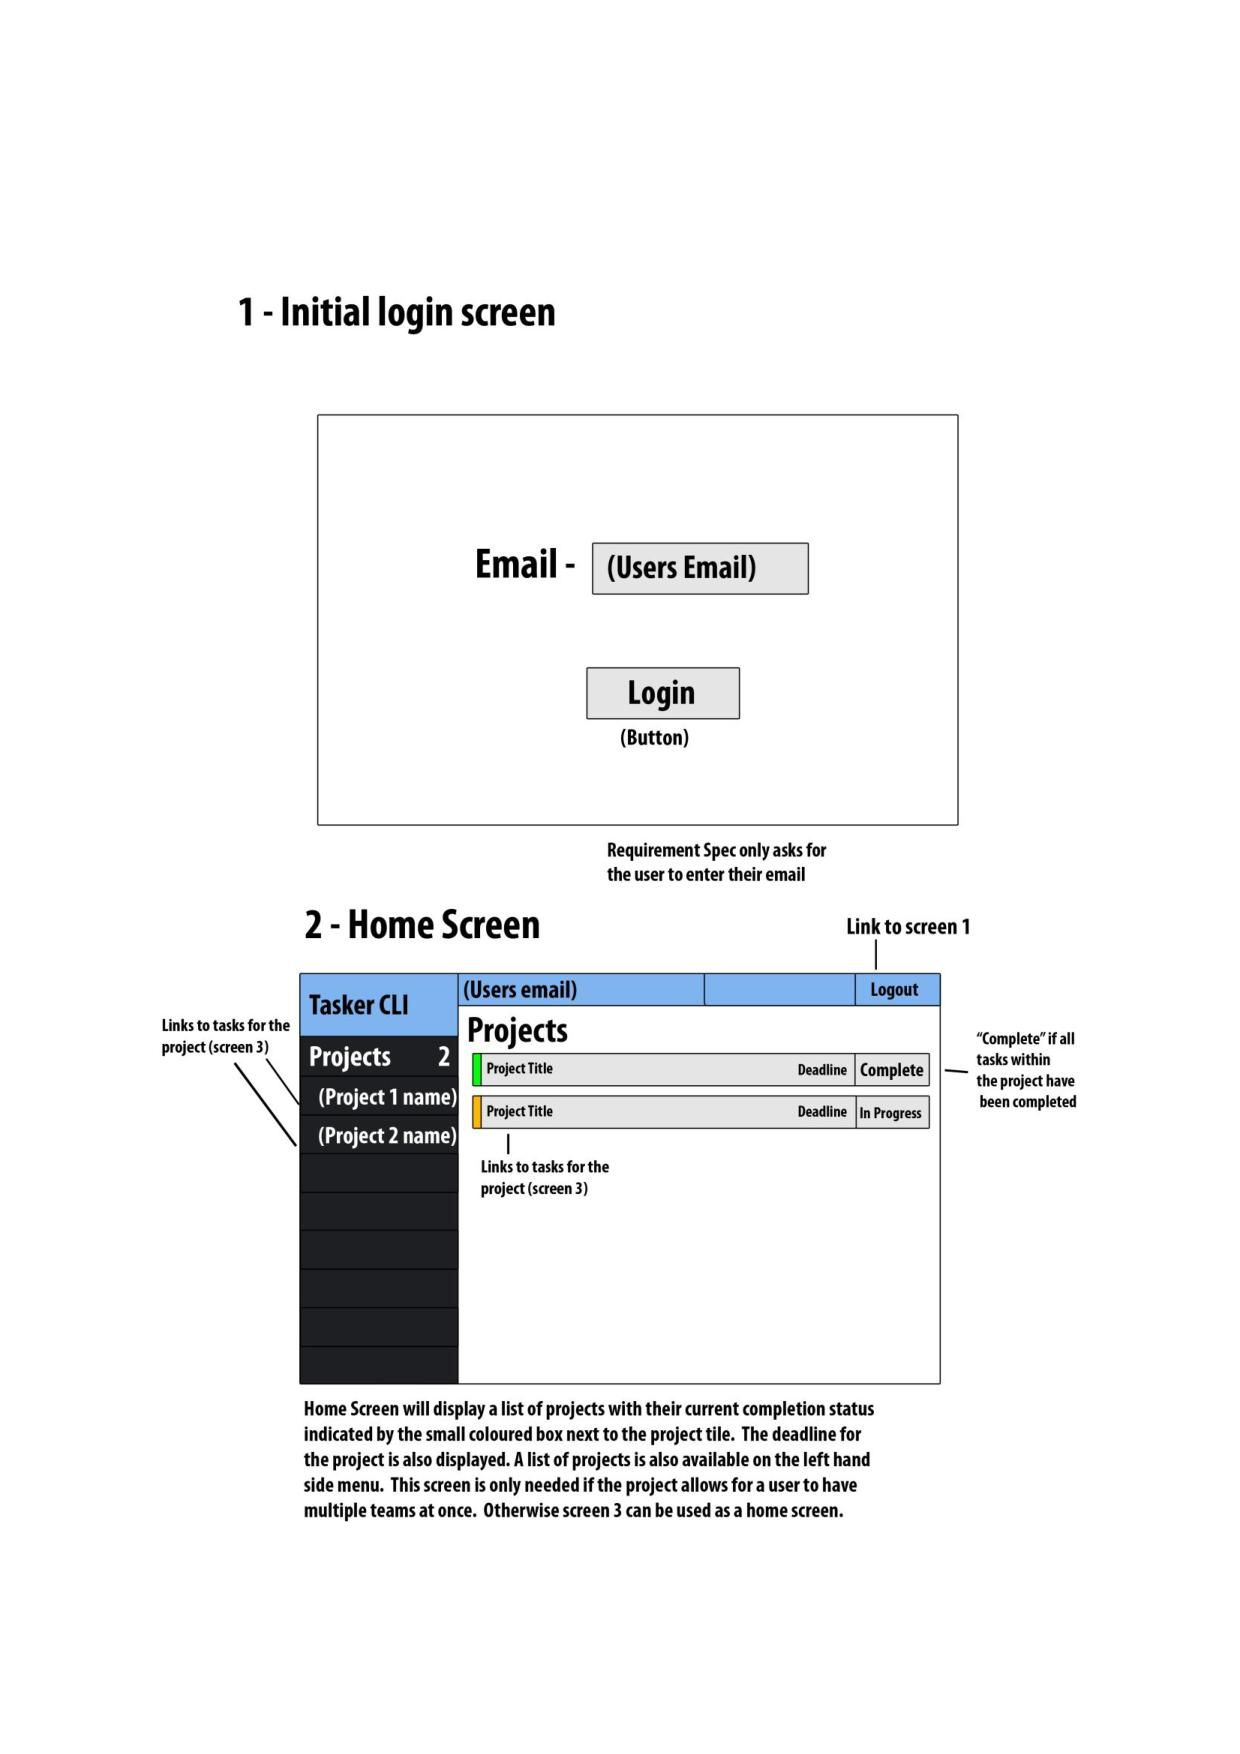 1 - Initial login screen
Email - (Users Email)
Login
(Button)
Requirement Spec only asks for
the user to enter their email
2 - Home Screen
Link to screen 1
Tasker CLI
(Users email)
Logout
Links to tasks for the
project (screen 3)
Projects 2
(Project 1 name)
(Project 2 name)
Projects
Project Title Deadline Complete
Project Title Deadline In Progress
Links to tasks for the
project (screen 3)
“Complete” if all
tasks within
the project have
been completed
Home Screen will display a list of projects with their current completion status
indicated by the small coloured box next to the project tile. The deadline for
the project is also displayed. A list of projects is also available on the left hand
side menu. This screen is only needed if the project allows for a user to have
multiple teams at once. Otherwise screen 3 can be used as a home screen.